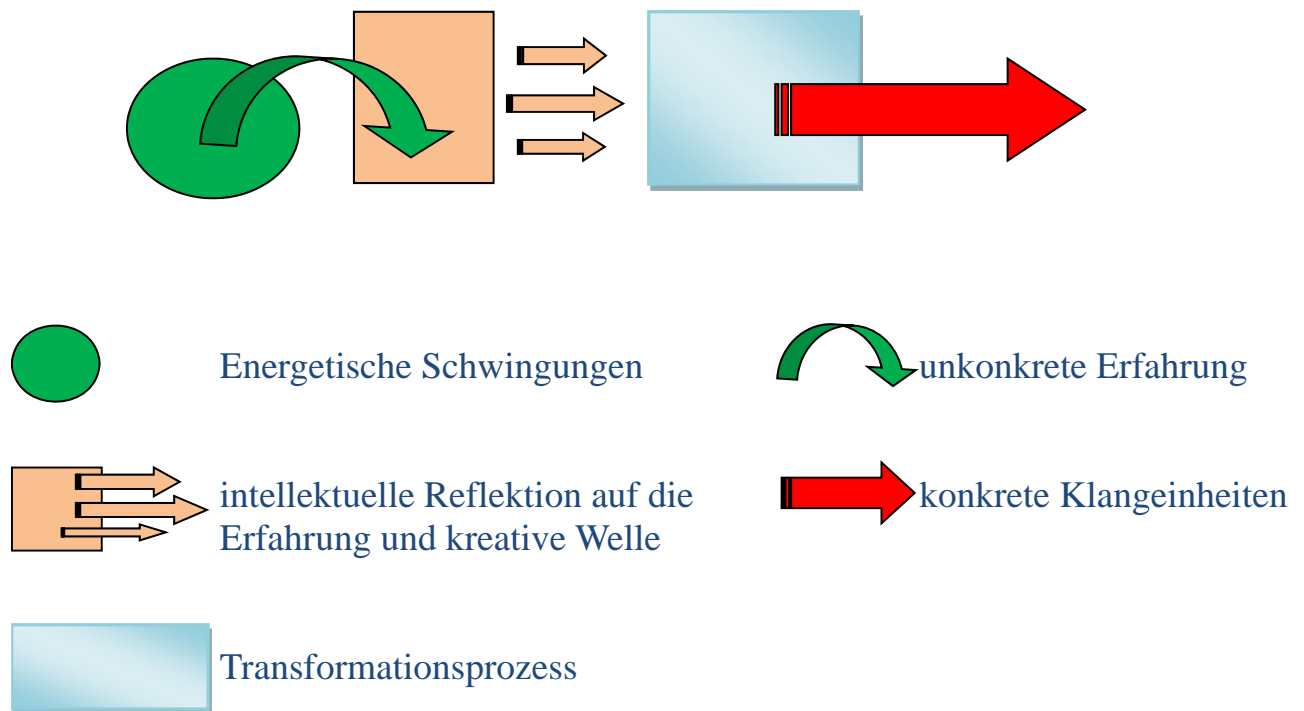 Energetische Schwingungen
unkonkrete Erfahrung
intellektuelle Reflektion auf die
Erfahrung und kreative Welle
konkrete Klangeinheiten
Transformationsprozess